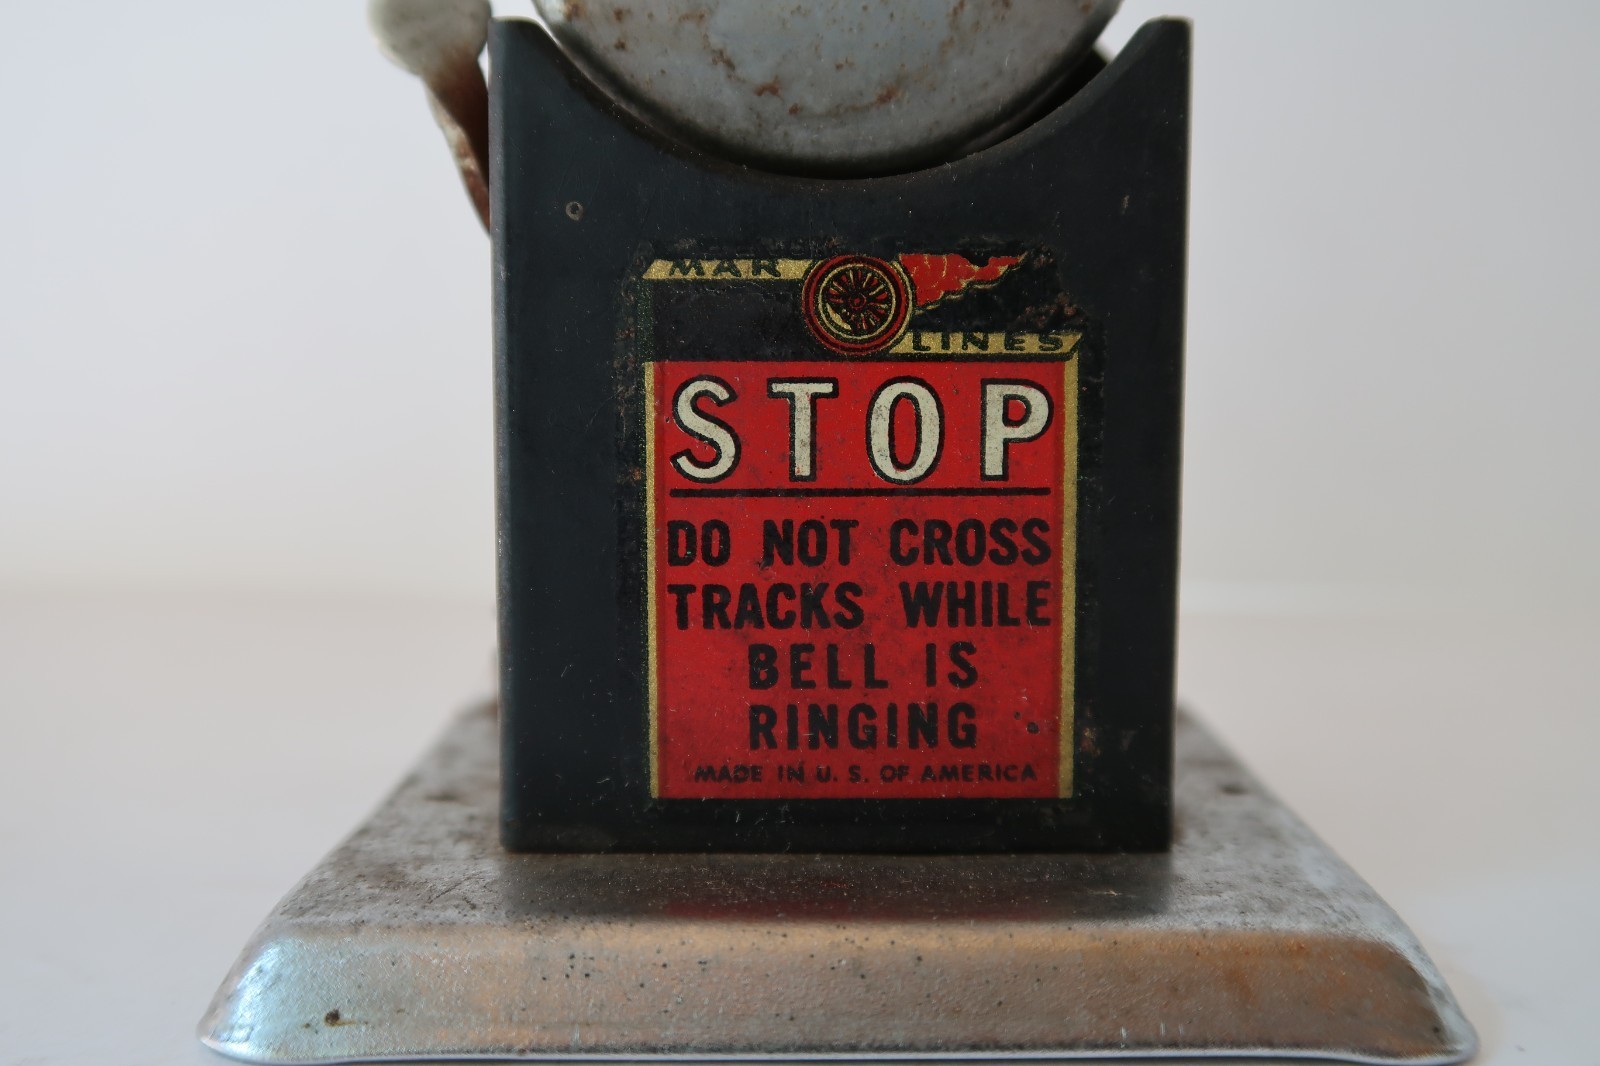 MAR
LINES
STOP
DO NOT CROSS
TRACKS WHILE
BELL IS
RINGING
MADE IN U. S. OF AMERICA